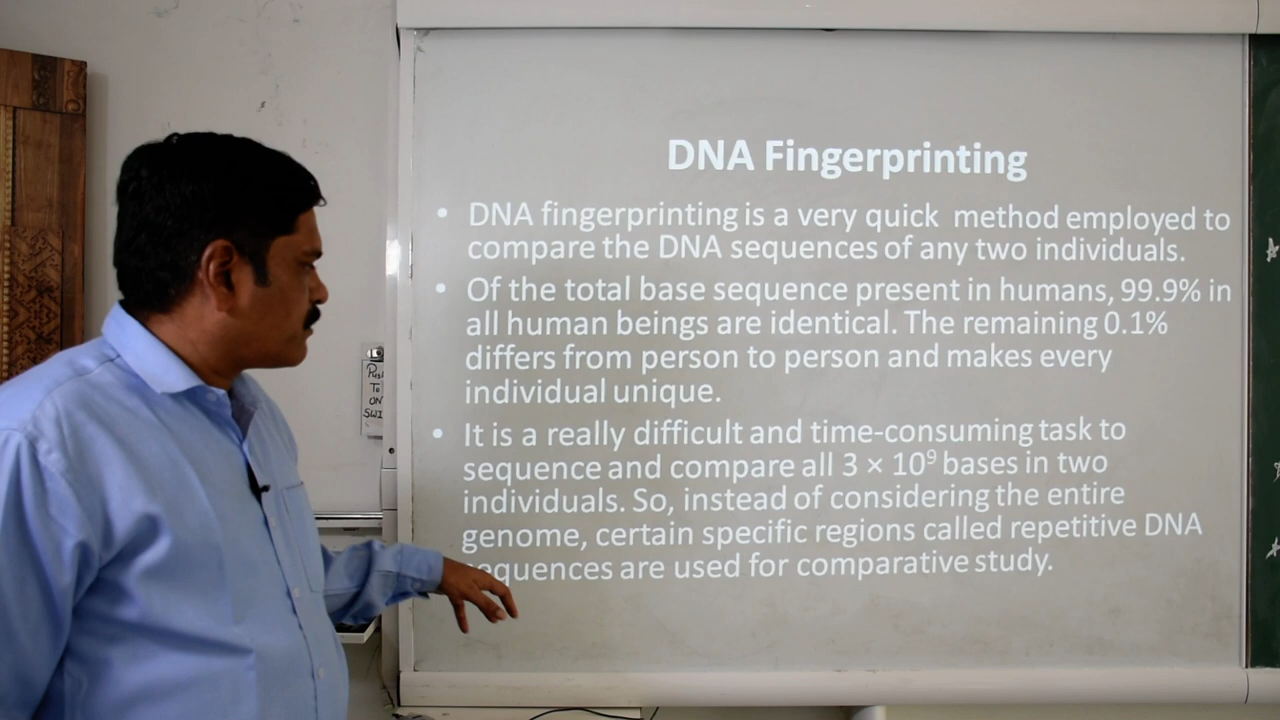 DNA Fingerprinting
• DNA fingerprinting is a very quick method employed to
compare the DNA sequences of any two individuals.
• Of the total base sequence present in humans, 99.9% in
all human beings are identical. The remaining 0.1%
differs from person to person and makes every
individual unique.
• It is a really difficult and time-consuming task to
sequence and compare all 3 × 10⁹ bases in two
individuals. So, instead of considering the entire
genome, certain specific regions called repetitive DNA
sequences are used for comparative study.
To
ON
SWI